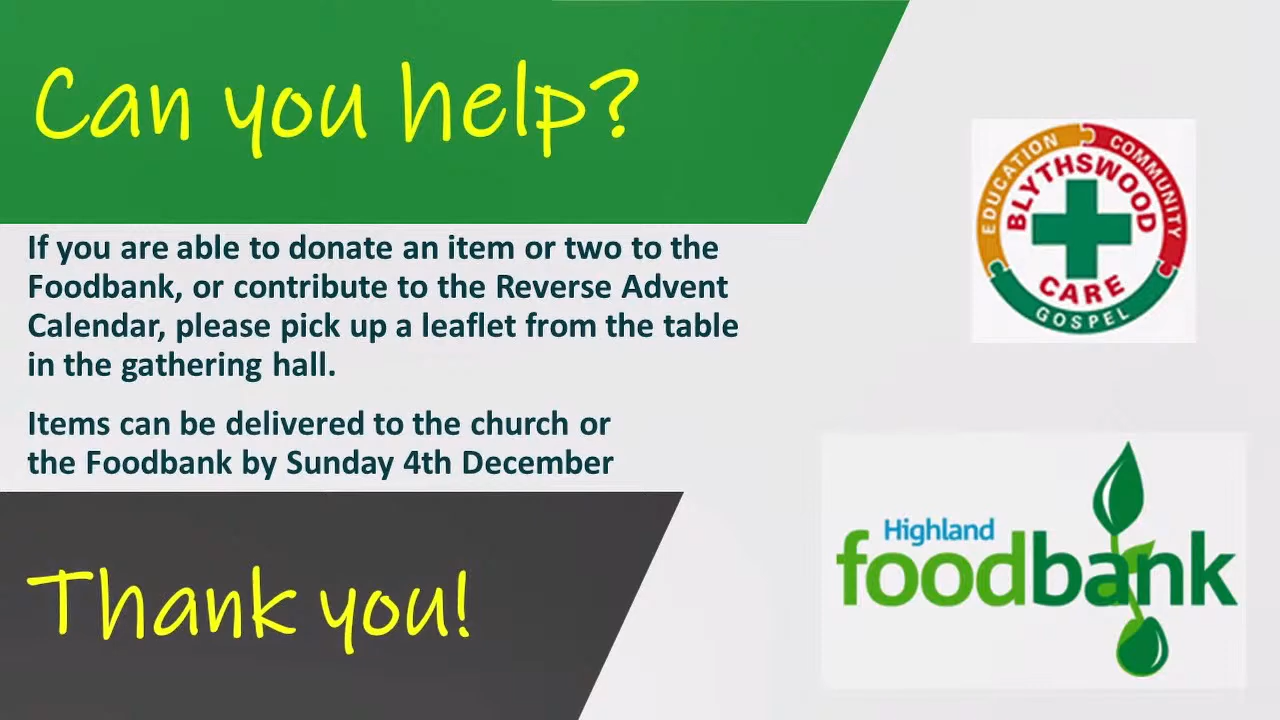 Can you help?
If you are able to donate an item or two to the
Foodbank, or contribute to the Reverse Advent
Calendar, please pick up a leaflet from the table
in the gathering hall.
Items can be delivered to the church or
the Foodbank by Sunday 4th December
Thank you!
EDUCATION
COMMUNITY
BLYTHSWOOD
CARE
GOSPEL
Highland
foodbank